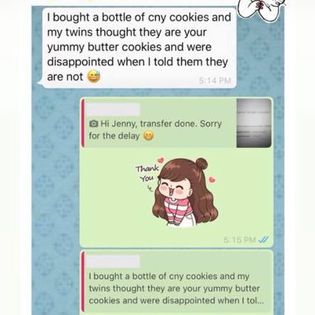 I bought a bottle of cny cookies and
my twins thought they are your
yummy butter cookies and were
disappointed when I told them they
are not 😅
5:14 PM
Hi Jenny, transfer done. Sorry
for the delay
Thank
You
5:15 PM
I bought a bottle of cny cookies and my
twins thought they are your yummy butter
cookies and were disappointed when I tol...